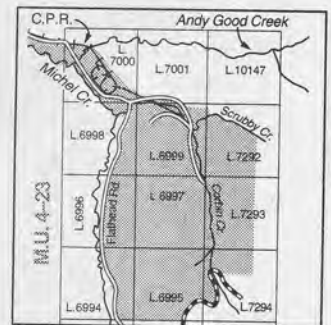 C.P.R.
Andy Good Creek
L.
7000
L.7001
L.10147
Michel Cr.
Scrubby Cr.
L.6998
L.6999
L.7292
L.6997
L.6996
Flathead Rd
Corbin Cr.
L.7293
M.U. 4-23
L.6994
L.6995
L.7294